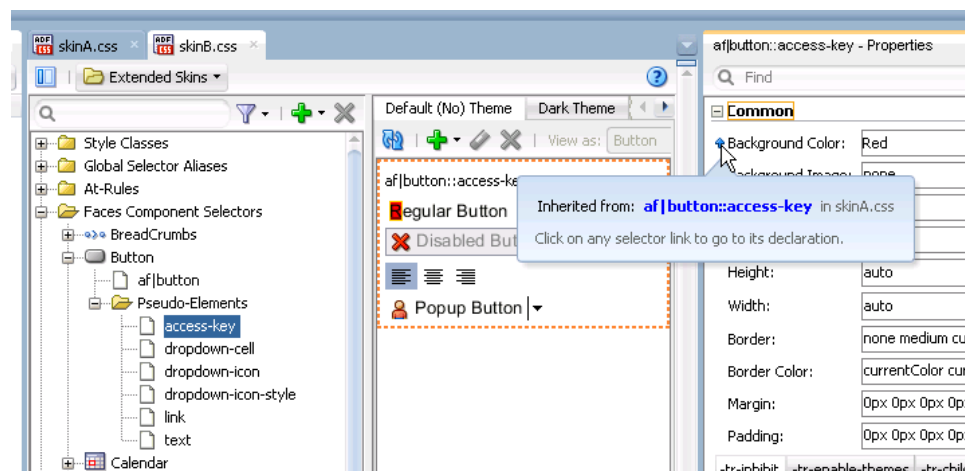 skinA.css
skinB.css
Extended Skins
Style Classes
Global Selector Aliases
At-Rules
Faces Component Selectors
BreadCrumbs
Button
af|button
Pseudo-Elements
access-key
dropdown-cell
dropdown-icon
dropdown-icon-style
link
text
Calendar
Default (No) Theme
Dark Theme
View as: Button
af|button::access-ke
Regular Button
Disabled But
Popup Button
af|button::access-key - Properties
Find
Common
Background Color: Red
Background Image: none
Inherited from: af|button::access-key in skinA.css
Click on any selector link to go to its declaration.
Height: auto
Width: auto
Border: none medium cu
Border Color: currentColor cur
Margin: 0px 0px 0px 0p
Padding: 0px 0px 0px 0p
-tr-inhibit -tr-enable-themes -tr-chil